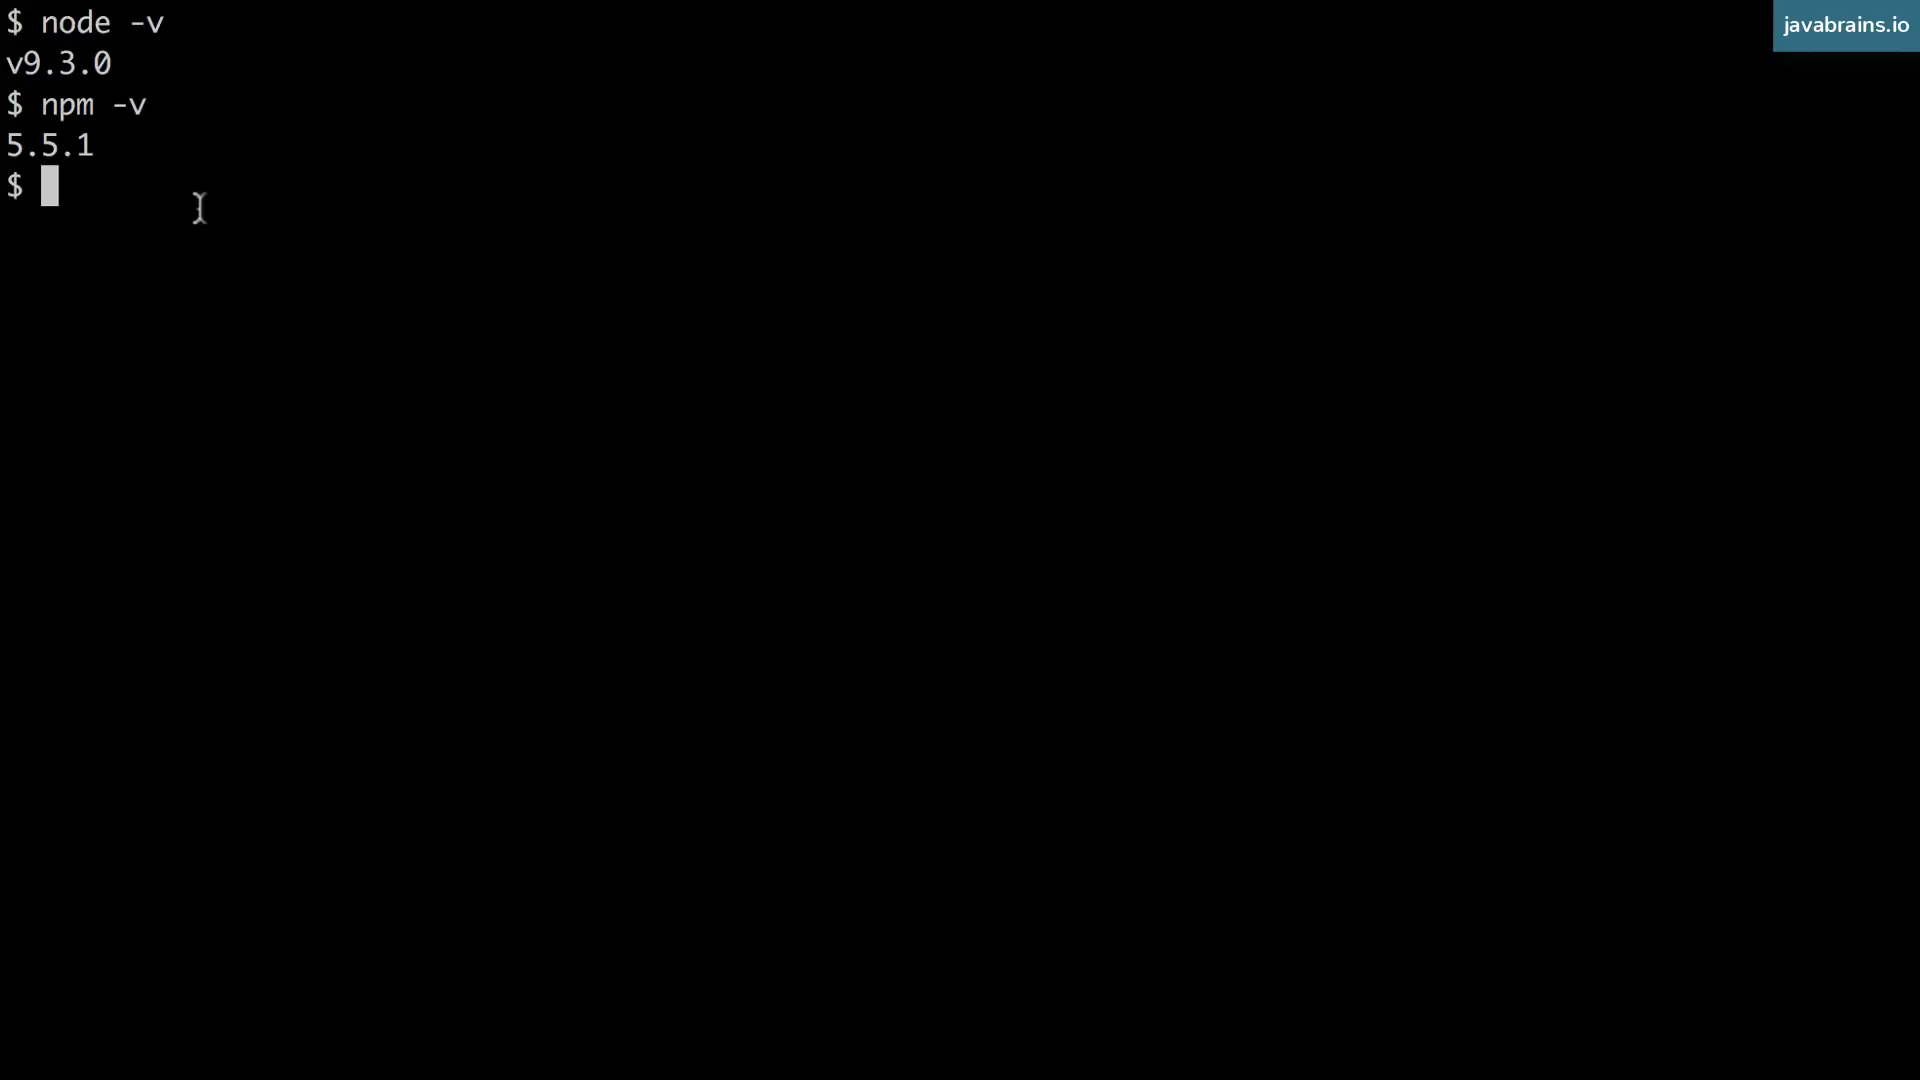 $ node -v
v9.3.0
$ npm -v
5.5.1
$
javabrains.io